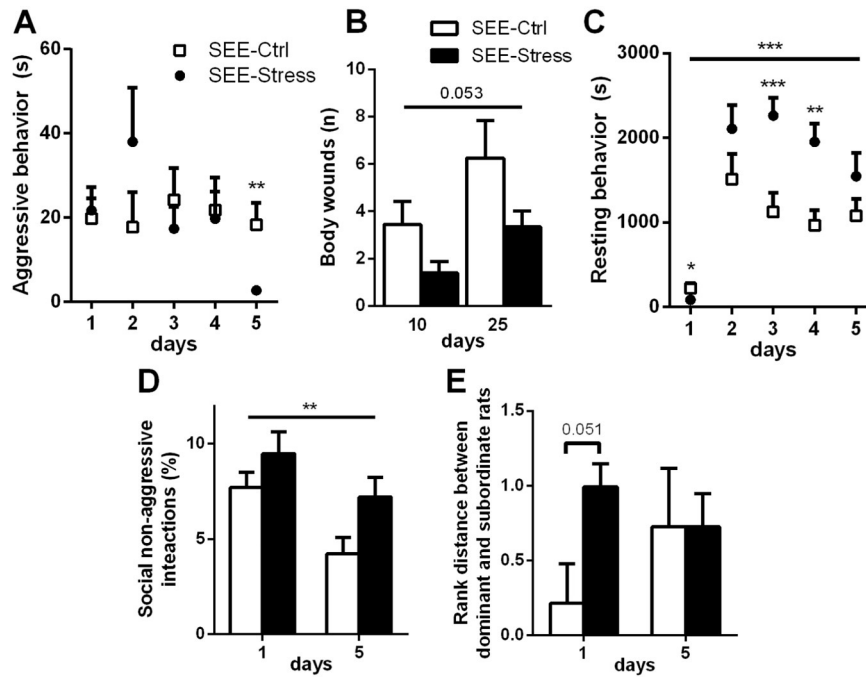 A
Aggressive behavior (s)
60
40
20
0
SEE-Ctrl
SEE-Stress
**
1 2 3 4 5
days
B
SEE-Ctrl
SEE-Stress
Body wounds (n)
10
8
6
4
2
0
0.053
10 25
days
C
Resting behavior (s)
3000
2000
1000
0
***
***
**
*
1 2 3 4 5
days
D
Social non-aggressive
inteactions (%)
10
5
0
**
1 5
days
E
Rank distance between
dominant and subordinate rats
1.5
1.0
0.5
0.0
0.051
1 5
days